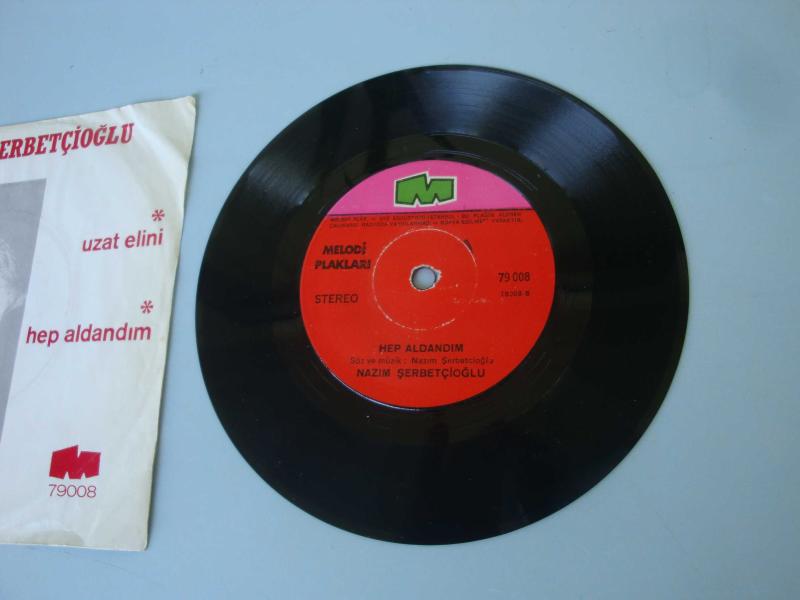 ERBETÇİOĞLU
*
uzat elini
*
hep aldandım
M
79008
M
MELODİ
PLAKLARI
79 008
STEREO
HEP ALDANDIM
Söz ve müzik : Nazım Şerbetcioğlu
NAZIM ŞERBETÇİOĞLU